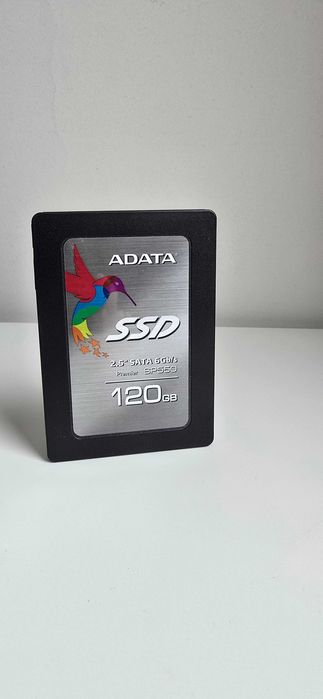 ADATA
SSD
2.5" SATA 6Gb/s
Premier SP550
120GB